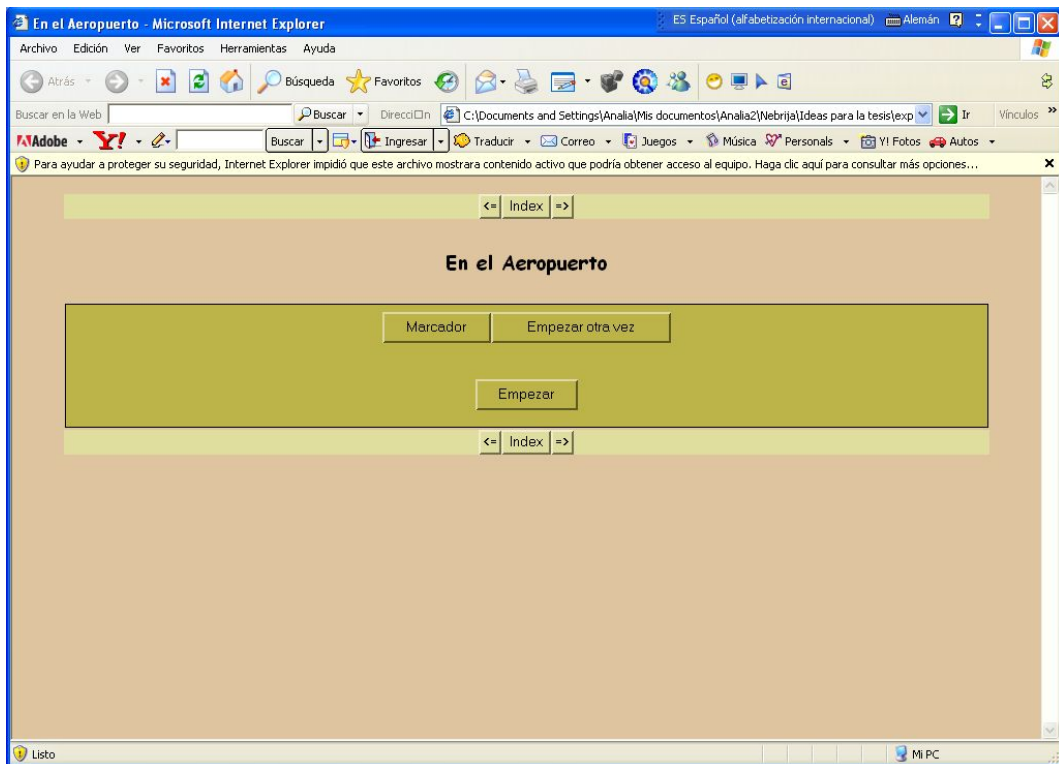 En el Aeropuerto - Microsoft Internet Explorer ES Español (alfabetización internacional) Alemán
Archivo Edición Ver Favoritos Herramientas Ayuda
Atrás Búsqueda Favoritos
Buscar en la Web Buscar Direcci□n C:\Documents and Settings\Analia\Mis documentos\Analia2\Nebrija\Ideas para la tesis\exp Ir Vínculos »
Adobe Y! Buscar Ingresar Traducir Correo Juegos Música Personals Y! Fotos Autos
Para ayudar a proteger su seguridad, Internet Explorer impidió que este archivo mostrara contenido activo que podría obtener acceso al equipo. Haga clic aquí para consultar más opciones...
<= Index =>
En el Aeropuerto
Marcador Empezar otra vez
Empezar
<= Index =>
Listo Mi PC